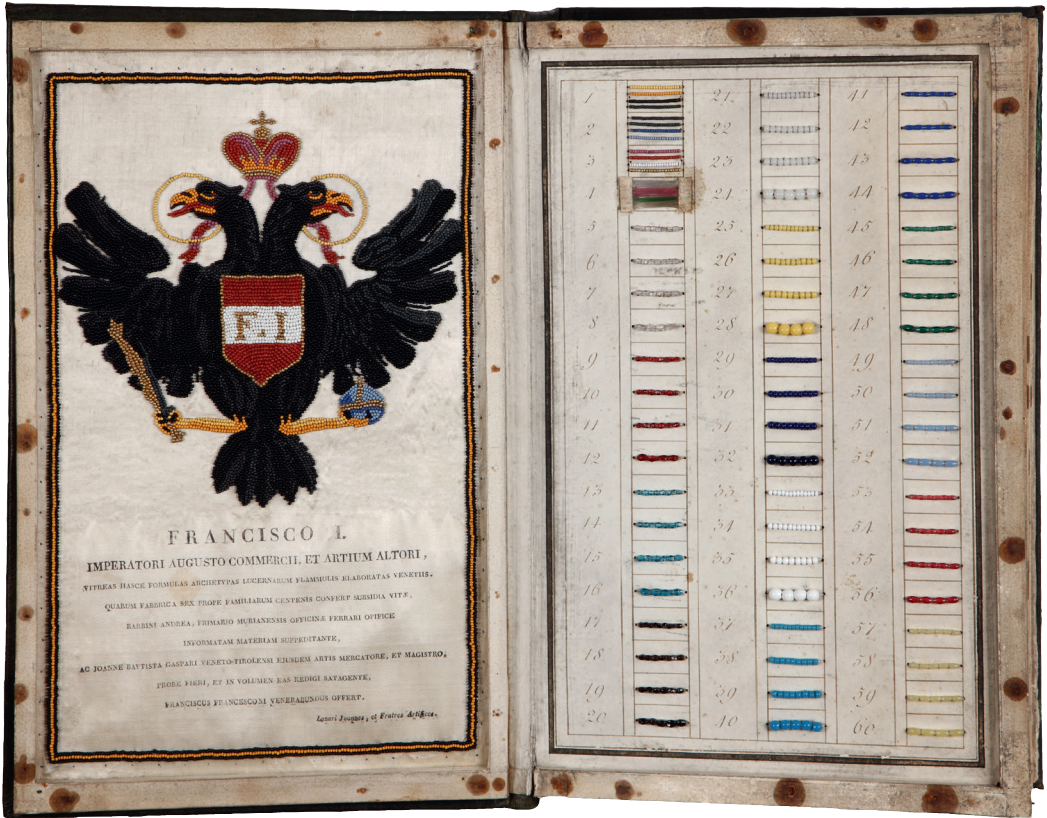 F. I
FRANCISCO I.
IMPERATORI AUGUSTO COMMERCII, ET ARTIUM ALTORI,
VITREAS HASCE FORMULAS ARCHETYPAS LUCERNARUM FLAMMULIS ELABORATAS VENETIIS,
QUARUM FABBRICA SEX PROPE FAMILIARUM CENTENIS CONFERT SUBSIDIA VITÆ,
BARBINI ANDREA, PRIMARIO MURIANENSIS OFFICINÆ FERRARI OPIFICE
INFORMATAM MATERIAM SUPPEDITANTE,
AC JOANNE BAPTISTA GASPARI VENETO-TIROLENSI EJUSDEM ARTIS MERCATORE, ET MAGISTRO,
PROBE FIERI, ET IN VOLUMEN EAS REDIGI SATAGENTE,
FRANCISCUS FRANCESCONI VENERABUNDUS OFFERT.
Joannes, et Fratres Artifices.
1 21 41
2 22 42
3 23 43
4 24 44
5 25 45
6 26 46
7 27 47
8 28 48
9 29 49
10 30 50
11 31 51
12 32 52
13 33 53
14 34 54
15 35 55
16 36 56
17 37 57
18 38 58
19 39 59
20 40 60